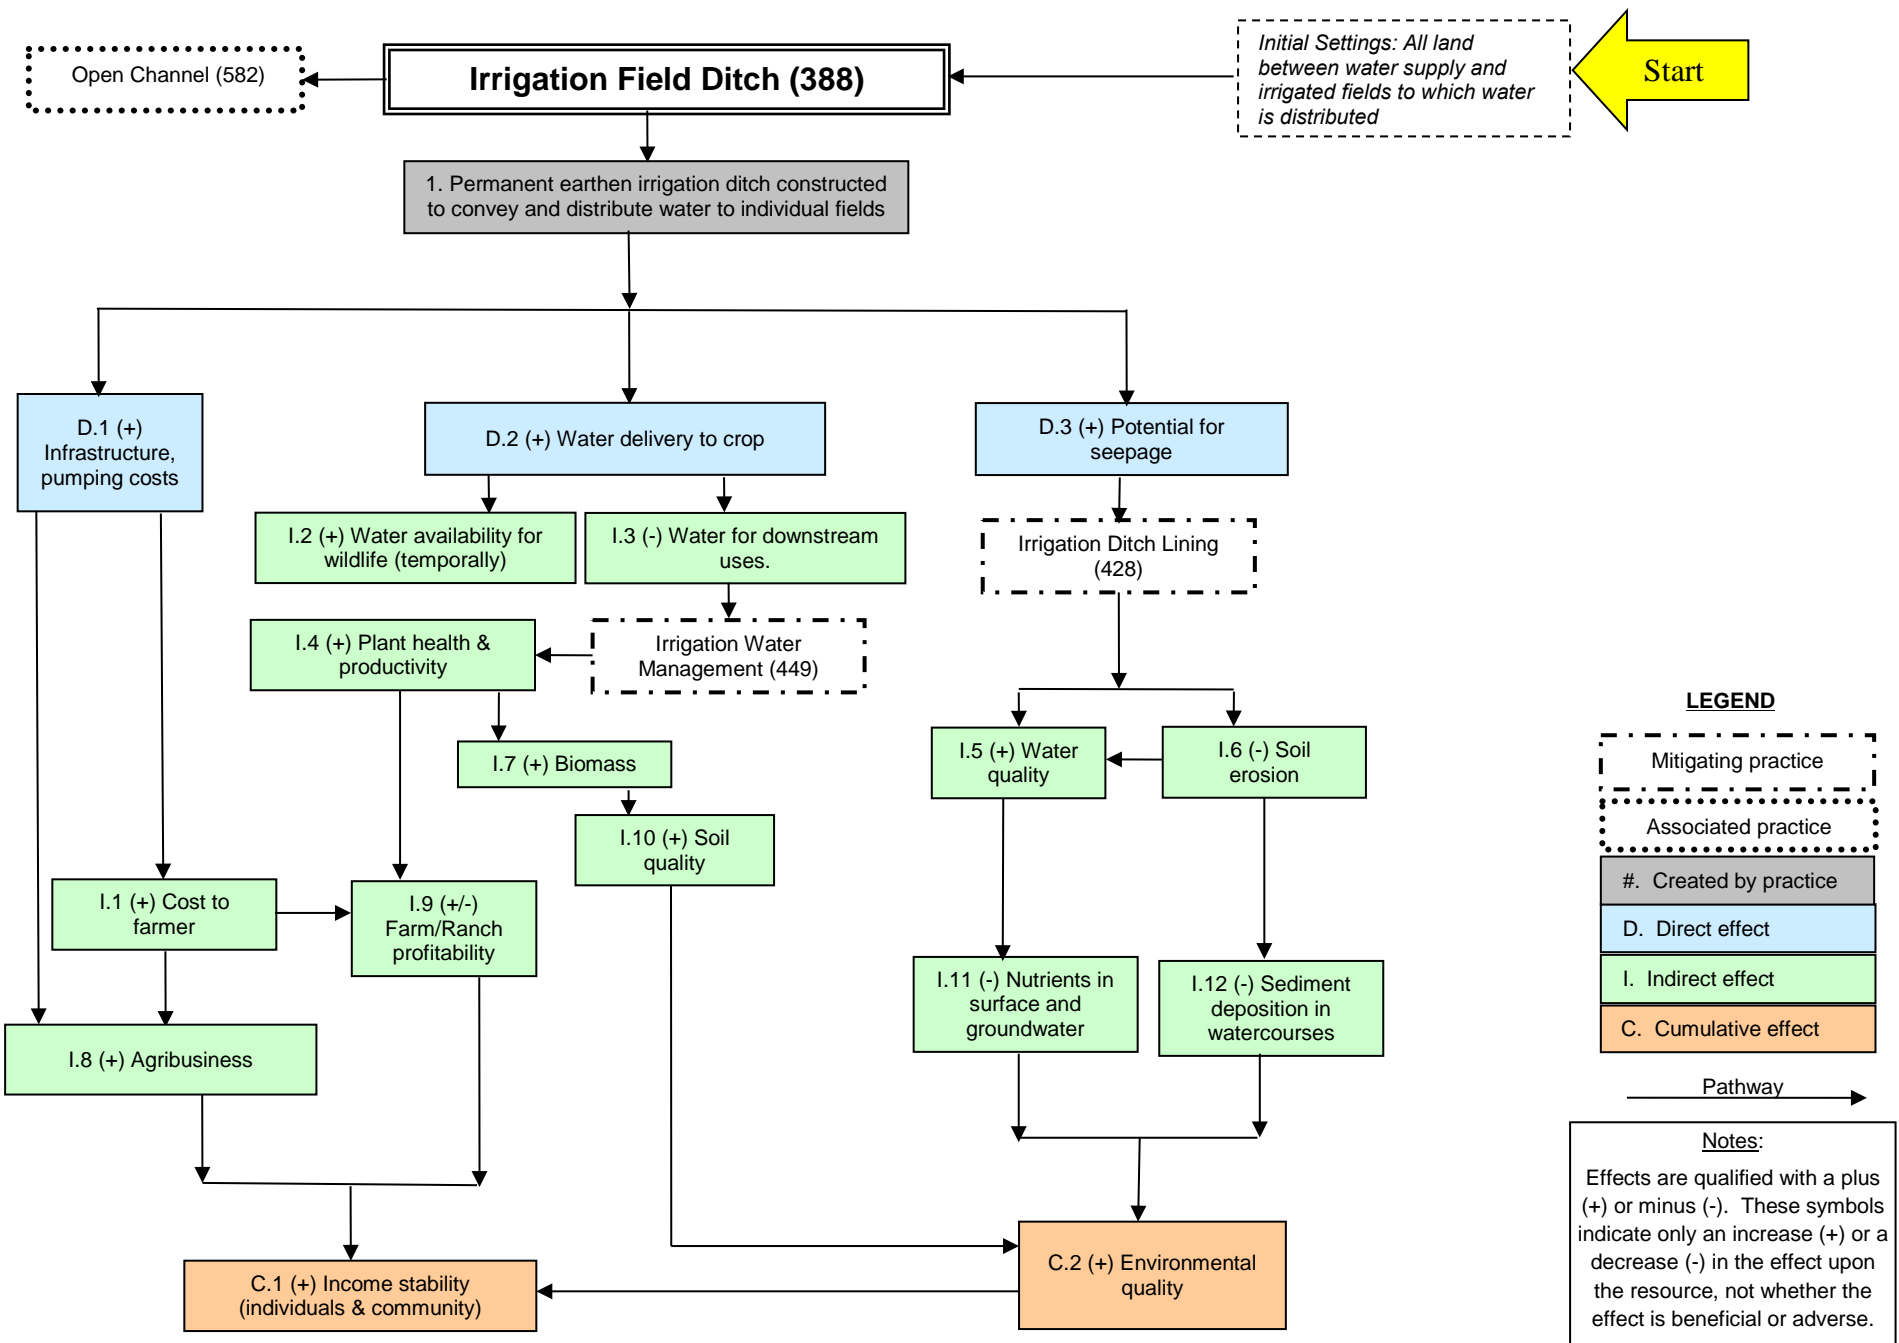 Open Channel (582)
Irrigation Field Ditch (388)
Initial Settings: All land
between water supply and
irrigated fields to which water
is distributed
Start
1. Permanent earthen irrigation ditch constructed
to convey and distribute water to individual fields
D.1 (+)
Infrastructure,
pumping costs
D.2 (+) Water delivery to crop
D.3 (+) Potential for
seepage
I.2 (+) Water availability for
wildlife (temporally)
I.3 (-) Water for downstream
uses.
Irrigation Ditch Lining
(428)
I.4 (+) Plant health &
productivity
Irrigation Water
Management (449)
I.7 (+) Biomass
I.5 (+) Water
quality
I.6 (-) Soil
erosion
I.10 (+) Soil
quality
I.1 (+) Cost to
farmer
I.9 (+/-)
Farm/Ranch
profitability
I.11 (-) Nutrients in
surface and
groundwater
I.12 (-) Sediment
deposition in
watercourses
I.8 (+) Agribusiness
C.1 (+) Income stability
(individuals & community)
C.2 (+) Environmental
quality
LEGEND
Mitigating practice
Associated practice
#. Created by practice
D. Direct effect
I. Indirect effect
C. Cumulative effect
Pathway
Notes:
Effects are qualified with a plus
(+) or minus (-). These symbols
indicate only an increase (+) or a
decrease (-) in the effect upon
the resource, not whether the
effect is beneficial or adverse.